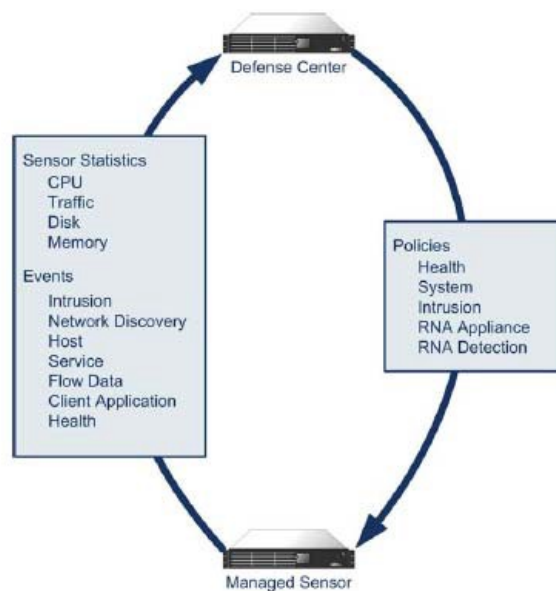 Defense Center
Sensor Statistics
CPU
Traffic
Disk
Memory
Events
Intrusion
Network Discovery
Host
Service
Flow Data
Client Application
Health
Policies
Health
System
Intrusion
RNA Appliance
RNA Detection
Managed Sensor